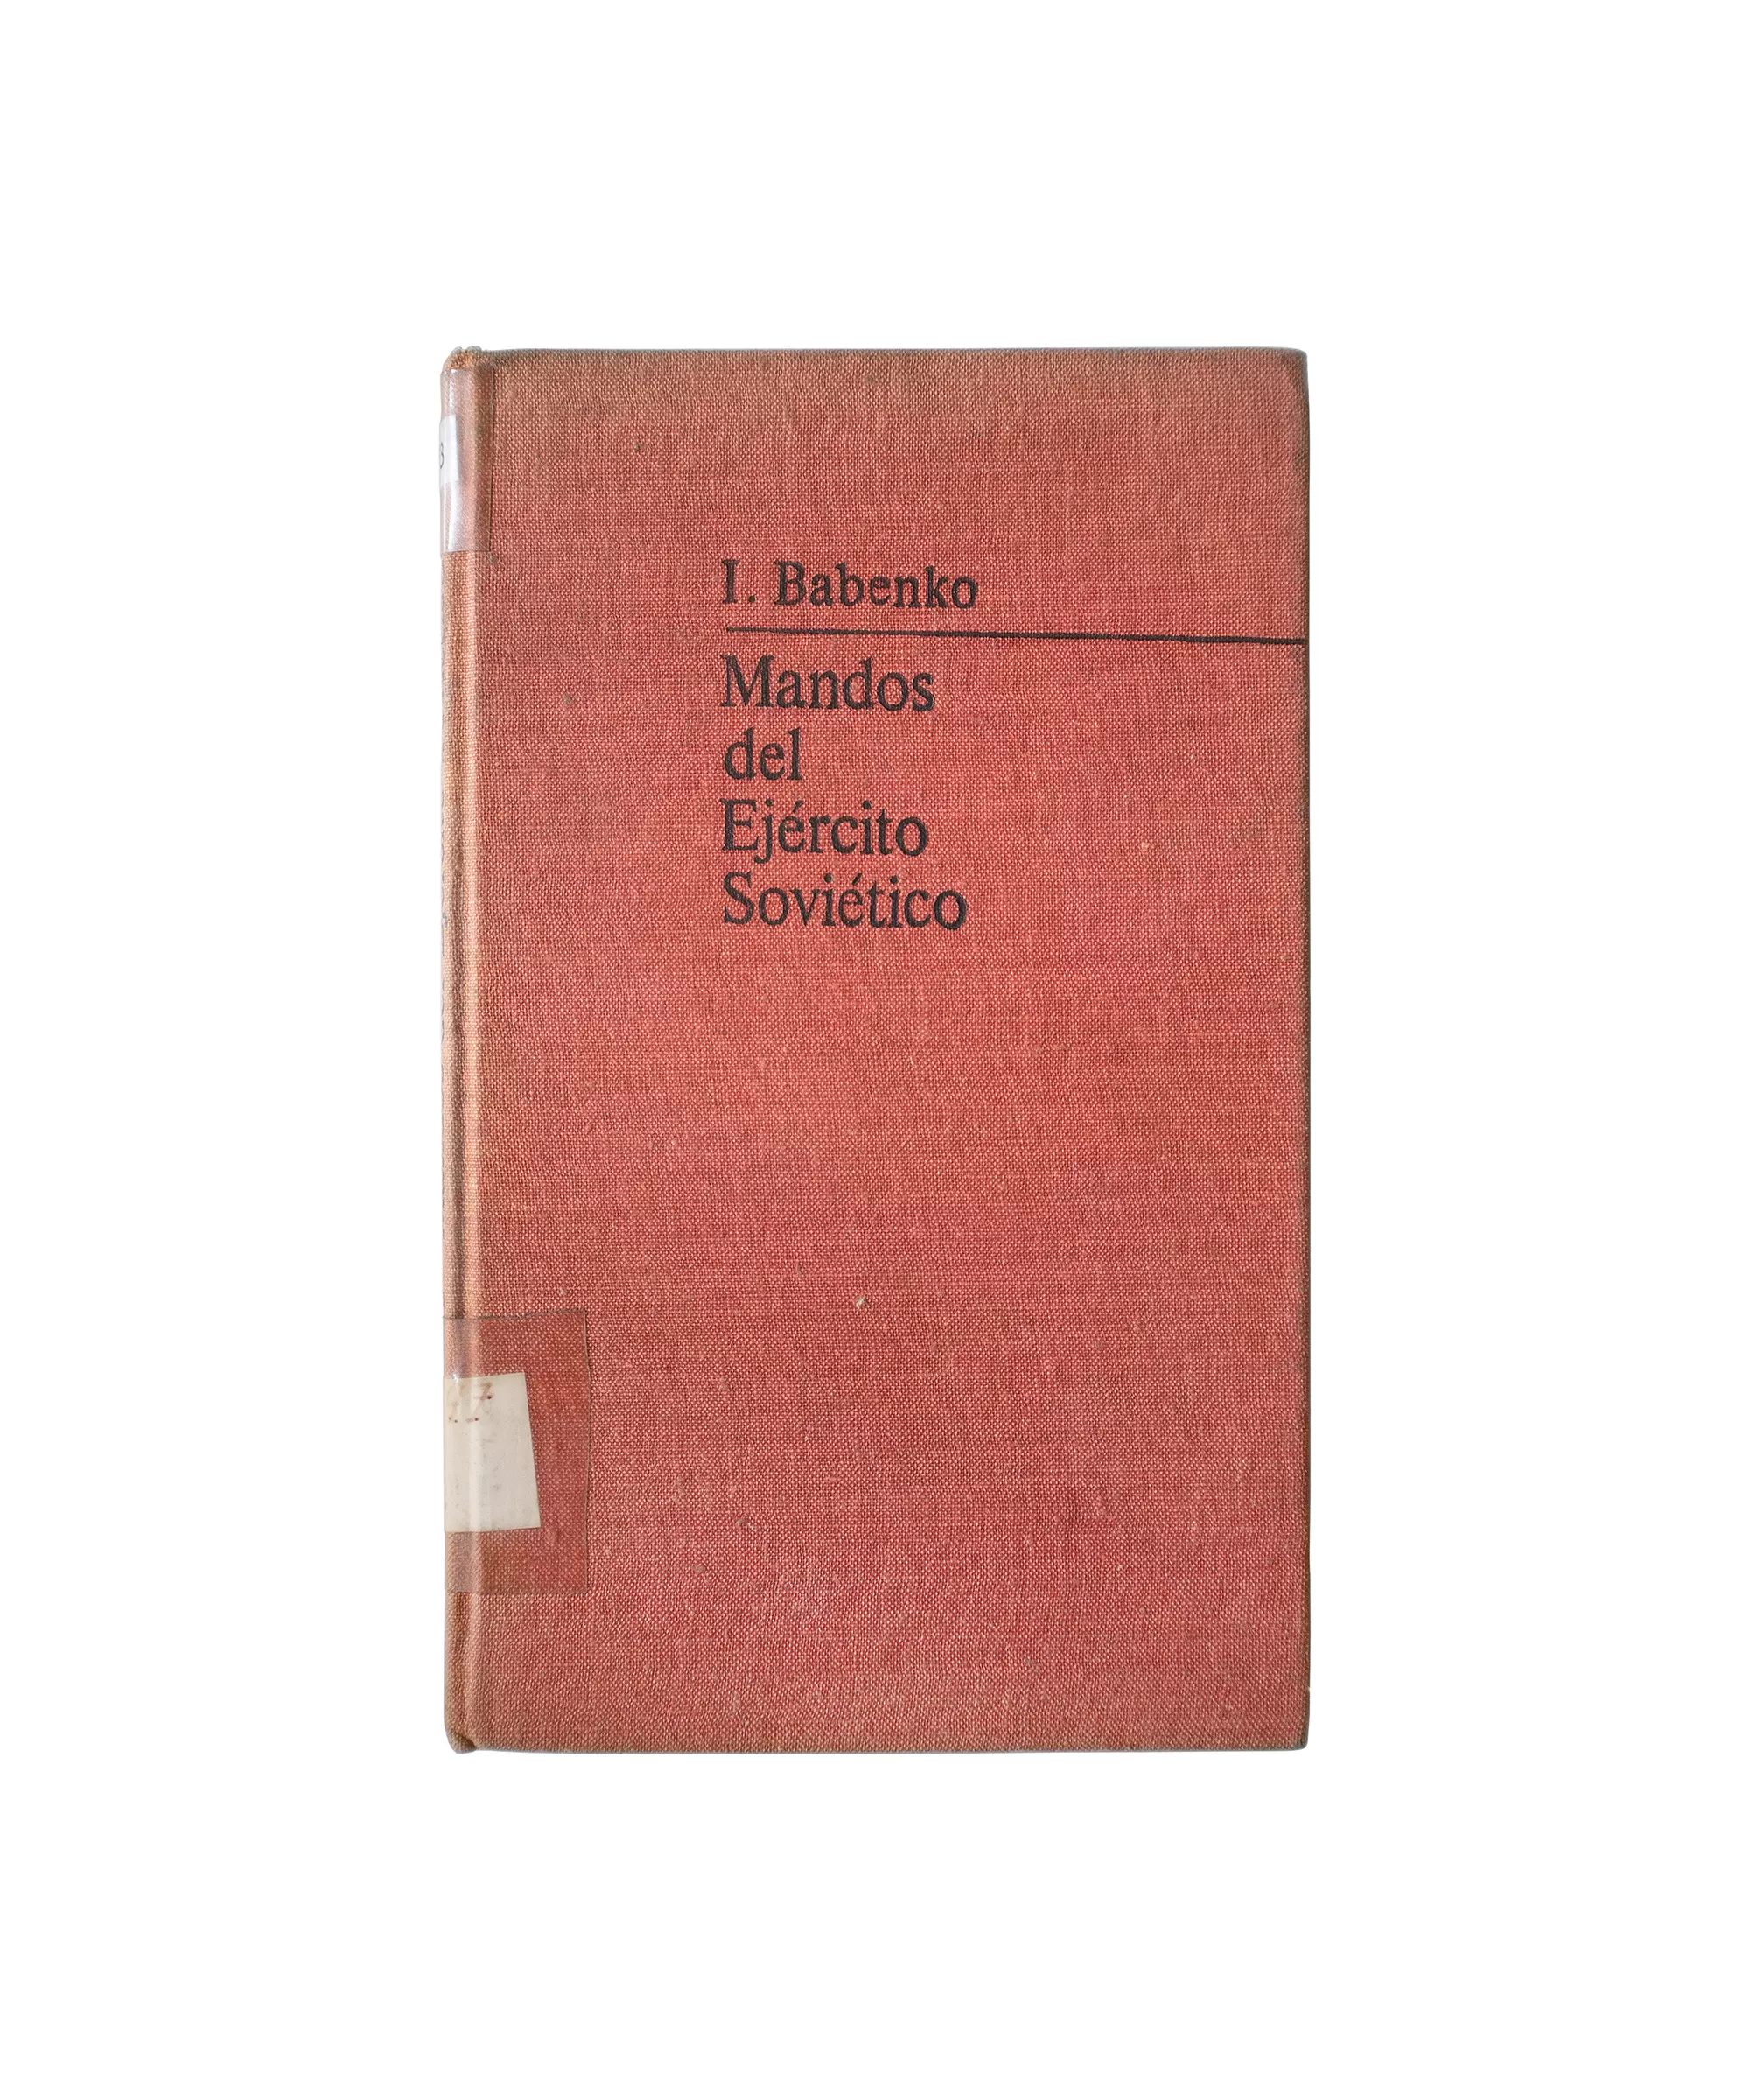 I. Babenko
Mandos
del
Ejército
Soviético